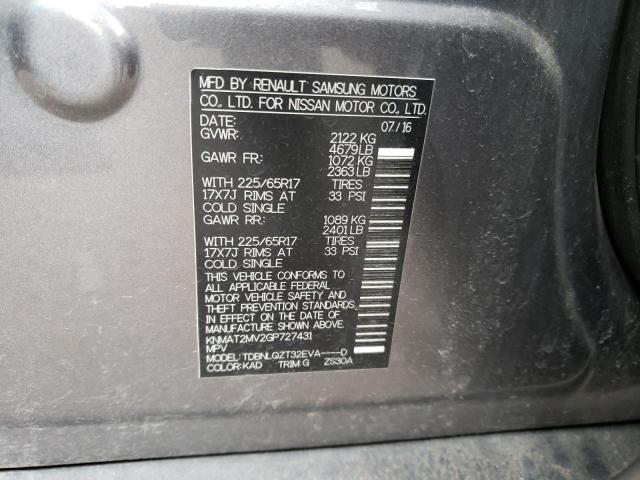 MFD BY RENAULT SAMSUNG MOTORS
CO., LTD. FOR NISSAN MOTOR CO., LTD.
DATE: 07/16
GVWR: 2122 KG
4679LB
GAWR FR: 1072 KG
2363 LB
WITH 225/65R17 TIRES
17X7J RIMS AT 33 PSI
COLD SINGLE
GAWR RR: 1089 KG
2401 LB
WITH 225/65R17 TIRES
17X7J RIMS AT 33 PSI
COLD SINGLE
THIS VEHICLE CONFORMS TO
ALL APPLICABLE FEDERAL
MOTOR VEHICLE SAFETY AND
THEFT PREVENTION STANDARDS
IN EFFECT ON THE DATE OF
MANUFACTURE SHOWN ABOVE.
KNMAT2MV2GP727431
MPV
MODEL: TDBNLQZT32EVA----D
COLOR: KAD TRIM: G ZS30A